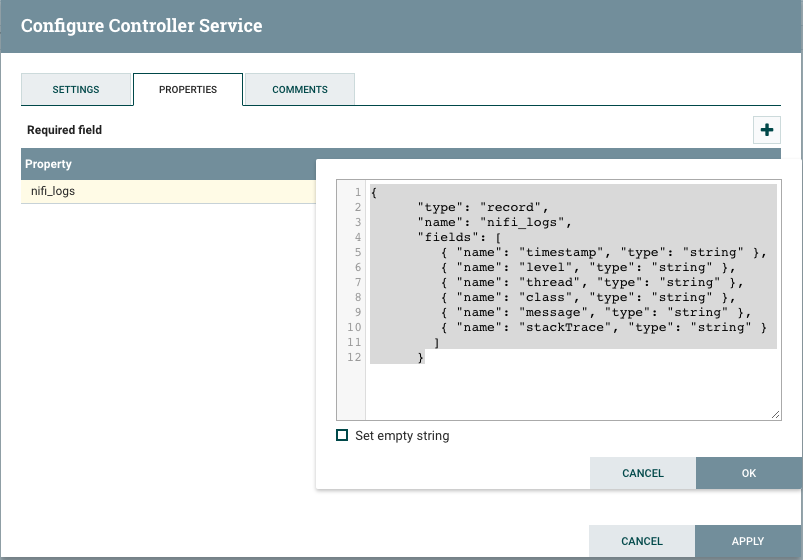 Configure Controller Service
SETTINGS
PROPERTIES
COMMENTS
Required field
Property
nifi_logs
1 {
2 "type": "record",
3 "name": "nifi_logs",
4 "fields": [
5 { "name": "timestamp", "type": "string" },
6 { "name": "level", "type": "string" },
7 { "name": "thread", "type": "string" },
8 { "name": "class", "type": "string" },
9 { "name": "message", "type": "string" },
10 { "name": "stackTrace", "type": "string" }
11 ]
12 }
Set empty string
CANCEL
OK
CANCEL
APPLY